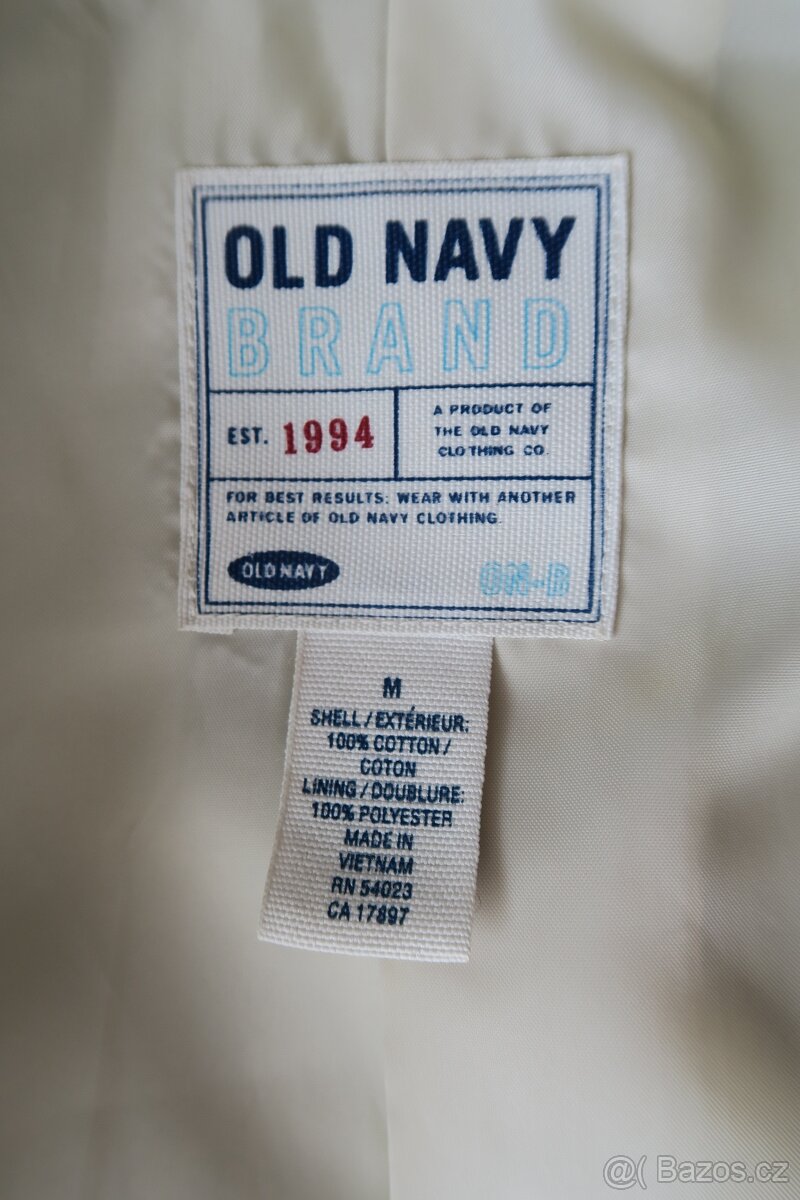 OLD NAVY
BRAND
EST. 1994
A PRODUCT OF
THE OLD NAVY
CLOTHING CO.
FOR BEST RESULTS: WEAR WITH ANOTHER
ARTICLE OF OLD NAVY CLOTHING.
OLD NAVY
ON-B
M
SHELL / EXTÉRIEUR:
100% COTTON /
COTON
LINING / DOUBLURE:
100% POLYESTER
MADE IN
VIETNAM
RN 54023
CA 17897
@( Bazos.cz